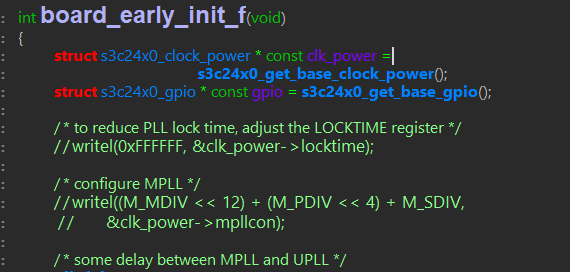 : int board_early_init_f(void)
: {
: struct s3c24x0_clock_power * const clk_power =
: s3c24x0_get_base_clock_power();
: struct s3c24x0_gpio * const gpio = s3c24x0_get_base_gpio();
:
: /* to reduce PLL lock time, adjust the LOCKTIME register */
: //writel(0xFFFFFF, &clk_power->locktime);
:
: /* configure MPLL */
: //writel((M_MDIV << 12) + (M_PDIV << 4) + M_SDIV,
: // &clk_power->mpllcon);
:
: /* some delay between MPLL and UPLL */